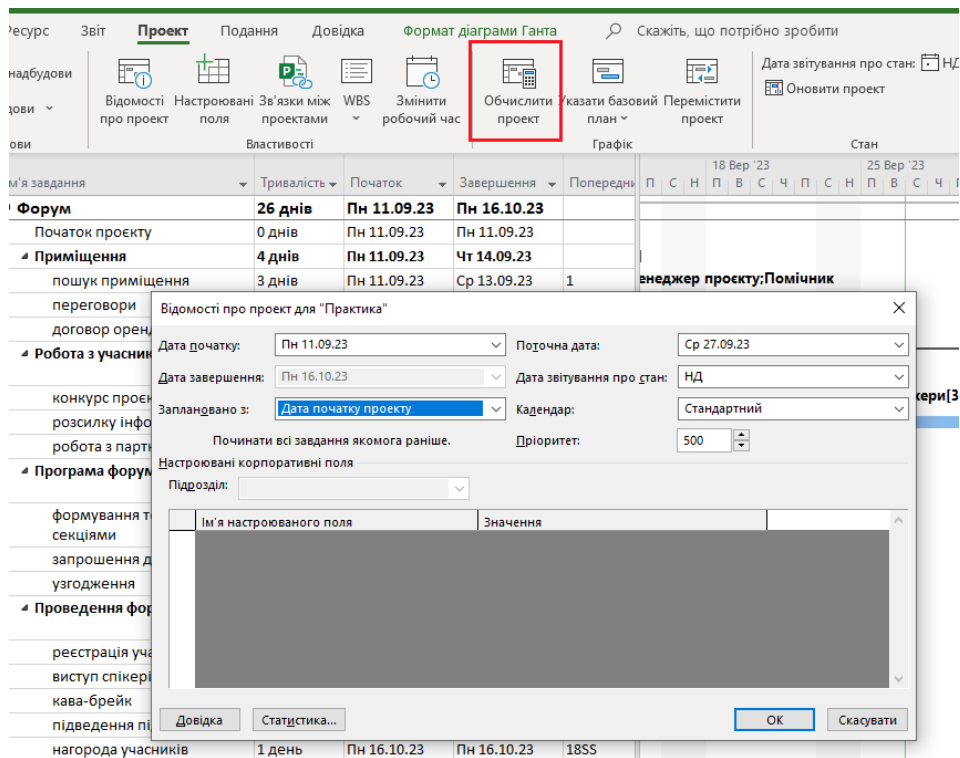 Ресурс Звіт Проект Подання Довідка Формат діаграми Ганта Скажіть, що потрібно зробити
надбудови
Відомості про проект
Настроювані поля
Зв'язки між проектами
WBS
Змінити робочий час
Обчислити проект
Указати базовий план
Перемістити проект
Дата звітування про стан: НД
Оновити проект
Властивості Графік Стан
18 Вер '23 25 Вер '23
м'я завдання Тривалість Початок Завершення Попередни П С Н П В С Ч П С Н П В С Ч
Форум 26 днів Пн 11.09.23 Пн 16.10.23
Початок проєкту 0 днів Пн 11.09.23 Пн 11.09.23
Приміщення 4 днів Пн 11.09.23 Чт 14.09.23
пошук приміщення 3 днів Пн 11.09.23 Ср 13.09.23 1 енеджер проєкту;Помічник
переговори
договор орен
Робота з учасник
конкурс проєк кери[3
розсилку інфо
робота з партн
Програма форум
формування т
секціями
запрошення д
узгодження
Проведення фор
реєстрація уча
виступ спікері
кава-брейк
підведення пі
нагорода учасників 1 день Пн 16.10.23 Пн 16.10.23 18SS
Відомості про проект для "Практика"
Дата початку: Пн 11.09.23 Поточна дата: Ср 27.09.23
Дата завершення: Пн 16.10.23 Дата звітування про стан: НД
Заплановано з: Дата початку проекту Календар: Стандартний
Починати всі завдання якомога раніше. Пріоритет: 500
Настроювані корпоративні поля
Підрозділ:
Ім'я настроюваного поля Значення
Довідка Статистика... ОК Скасувати